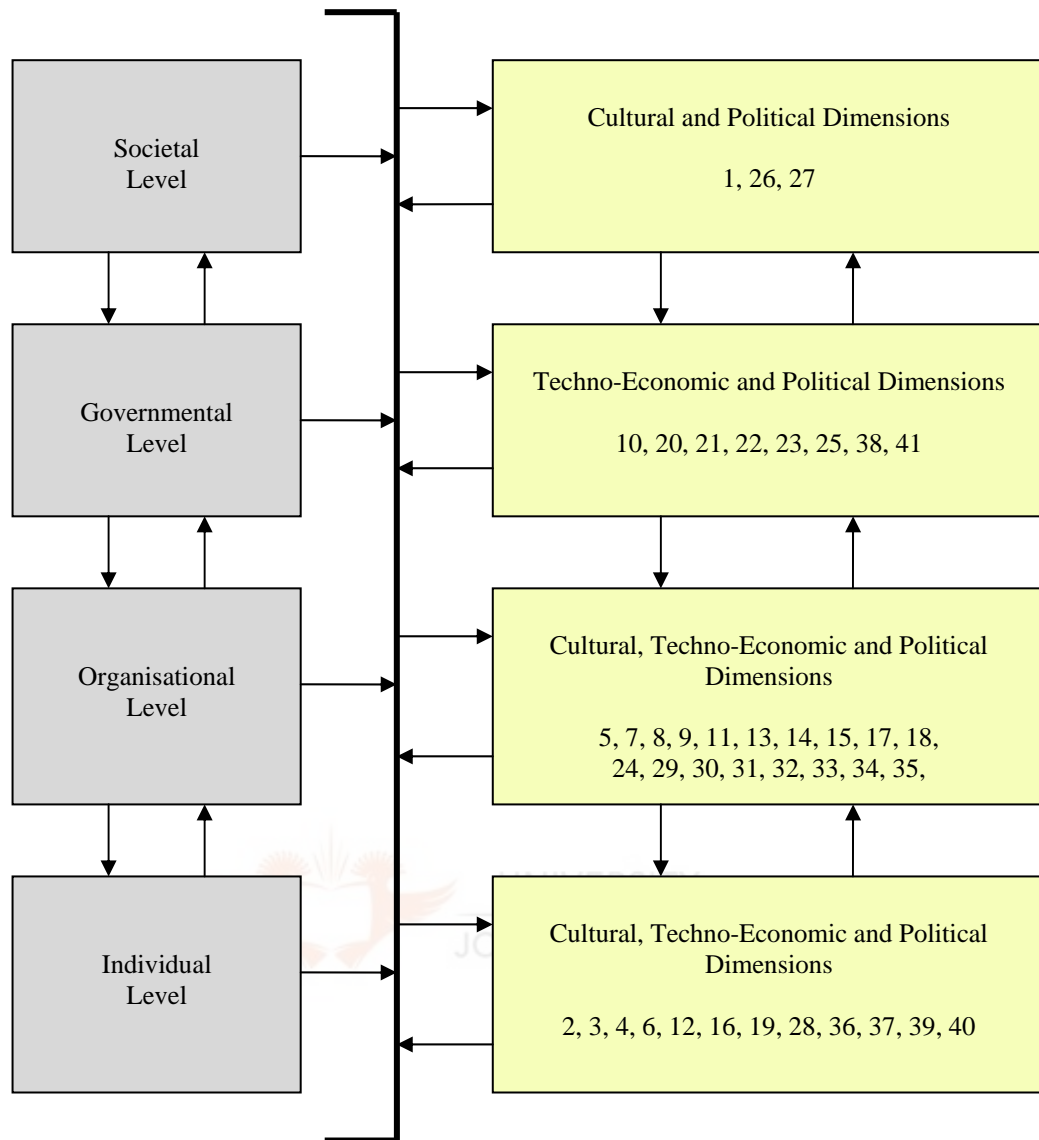 Societal
Level
Cultural and Political Dimensions
1, 26, 27
Governmental
Level
Techno-Economic and Political Dimensions
10, 20, 21, 22, 23, 25, 38, 41
Organisational
Level
Cultural, Techno-Economic and Political
Dimensions
5, 7, 8, 9, 11, 13, 14, 15, 17, 18,
24, 29, 30, 31, 32, 33, 34, 35,
Individual
Level
Cultural, Techno-Economic and Political
Dimensions
2, 3, 4, 6, 12, 16, 19, 28, 36, 37, 39, 40